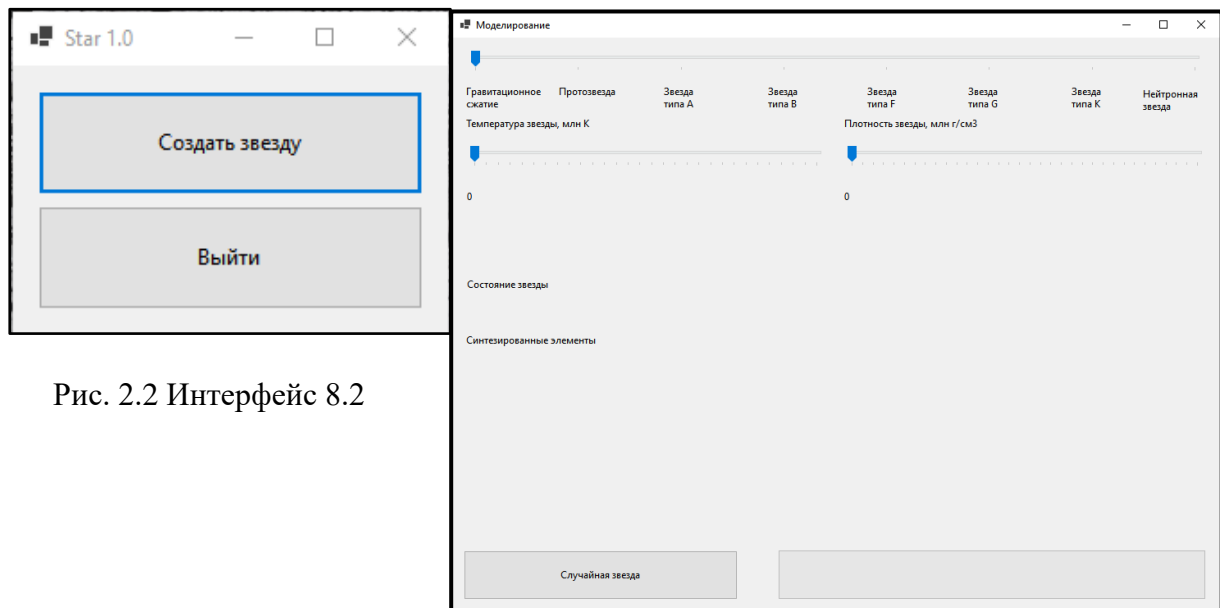 Star 1.0
Создать звезду
Выйти
Рис. 2.2 Интерфейс 8.2
Моделирование
Гравитационное сжатие
Протозвезда
Звезда типа A
Звезда типа B
Звезда типа F
Звезда типа G
Звезда типа K
Нейтронная звезда
Температура звезды, млн К
Плотность звезды, млн г/см3
0
0
Состояние звезды
Синтезированные элементы
Случайная звезда